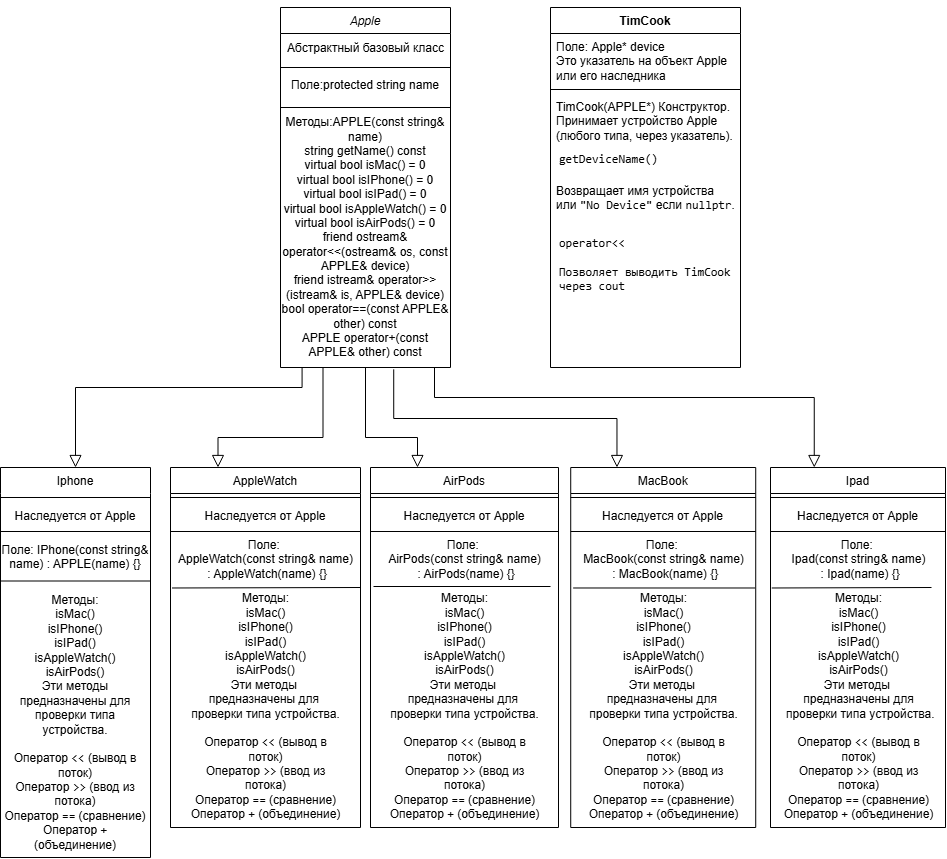 Apple
Абстрактный базовый класс
Поле:protected string name
Методы:APPLE(const string&
name)
string getName() const
virtual bool isMac() = 0
virtual bool isIPhone() = 0
virtual bool isIPad() = 0
virtual bool isAppleWatch() = 0
virtual bool isAirPods() = 0
friend ostream&
operator<<(ostream& os, const
APPLE& device)
friend istream& operator>>
(istream& is, APPLE& device)
bool operator==(const APPLE&
other) const
APPLE operator+(const
APPLE& other) const
TimCook
Поле: Apple* device
Это указатель на объект Apple
или его наследника
TimCook(APPLE*) Конструктор.
Принимает устройство Apple
(любого типа, через указатель).
getDeviceName()
Возвращает имя устройства
или "No Device" если nullptr.
operator<<
Позволяет выводить TimCook
через cout
Iphone
Наследуется от Apple
Поле: IPhone(const string&
name) : APPLE(name) {}
Методы:
isMac()
isIPhone()
isIPad()
isAppleWatch()
isAirPods()
Эти методы
предназначены для
проверки типа
устройства.
Оператор << (вывод в
поток)
Оператор >> (ввод из
потока)
Оператор == (сравнение)
Оператор +
(объединение)
AppleWatch
Наследуется от Apple
Поле:
AppleWatch(const string& name)
: AppleWatch(name) {}
Методы:
isMac()
isIPhone()
isIPad()
isAppleWatch()
isAirPods()
Эти методы
предназначены для
проверки типа устройства.
Оператор << (вывод в
поток)
Оператор >> (ввод из
потока)
Оператор == (сравнение)
Оператор + (объединение)
AirPods
Наследуется от Apple
Поле:
AirPods(const string& name)
: AirPods(name) {}
Методы:
isMac()
isIPhone()
isIPad()
isAppleWatch()
isAirPods()
Эти методы
предназначены для
проверки типа устройства.
Оператор << (вывод в
поток)
Оператор >> (ввод из
потока)
Оператор == (сравнение)
Оператор + (объединение)
MacBook
Наследуется от Apple
Поле:
MacBook(const string& name)
: MacBook(name) {}
Методы:
isMac()
isIPhone()
isIPad()
isAppleWatch()
isAirPods()
Эти методы
предназначены для
проверки типа устройства.
Оператор << (вывод в
поток)
Оператор >> (ввод из
потока)
Оператор == (сравнение)
Оператор + (объединение)
Ipad
Наследуется от Apple
Поле:
Ipad(const string& name)
: Ipad(name) {}
Методы:
isMac()
isIPhone()
isIPad()
isAppleWatch()
isAirPods()
Эти методы
предназначены для
проверки типа устройства.
Оператор << (вывод в
поток)
Оператор >> (ввод из
потока)
Оператор == (сравнение)
Оператор + (объединение)